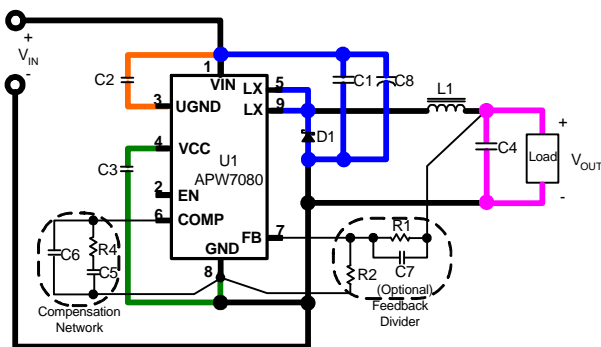 +
VIN
-
C2
1
VIN
3
UGND
LX
5
LX
9
C1
C8
L1
D1
4
VCC
C3
U1
APW7080
2
EN
6
COMP
FB
7
GND
8
C4
Load
+
VOUT
-
C6
R4
C5
Compensation
Network
R1
C7
R2
(Optional)
Feedback
Divider